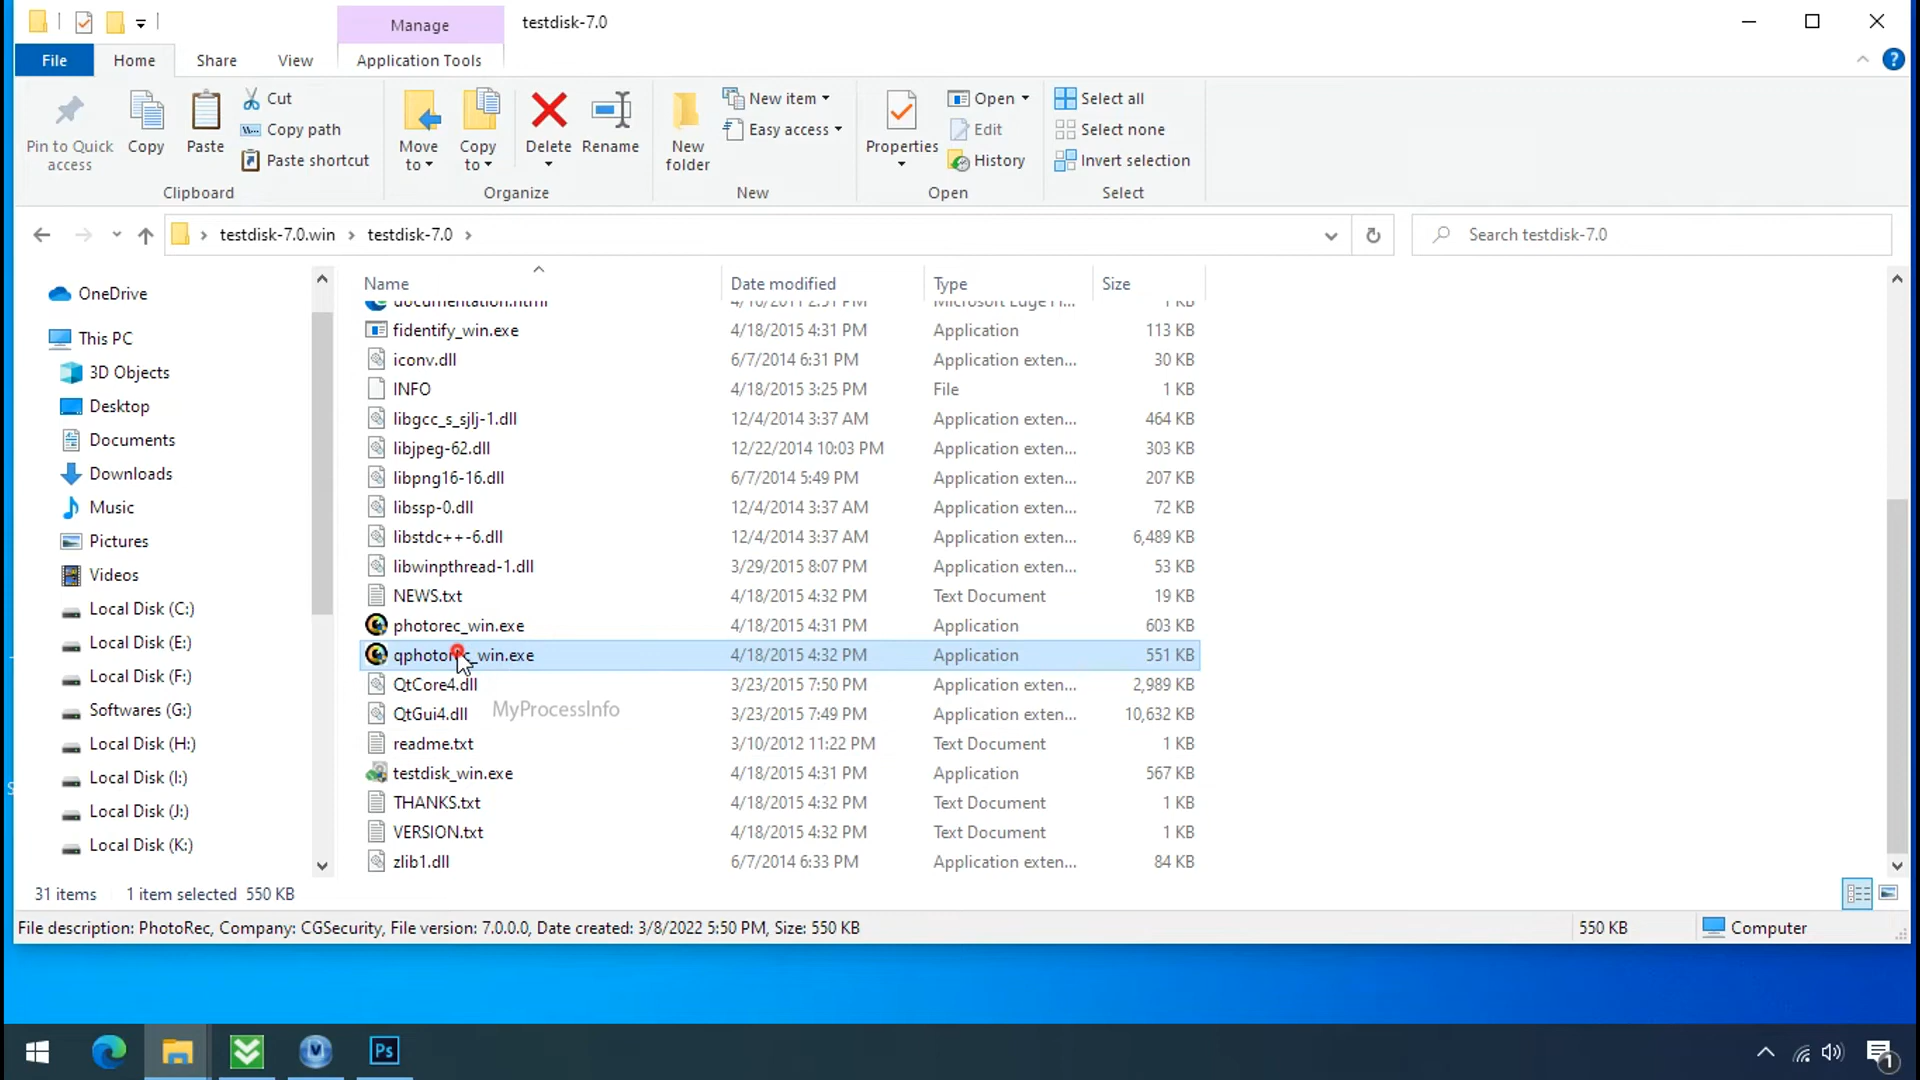 Manage
testdisk-7.0
File
Home
Share
View
Application Tools
Pin to Quick access
Copy
Paste
Cut
Copy path
Paste shortcut
Clipboard
Move to
Copy to
Delete
Rename
Organize
New folder
New item
Easy access
New
Properties
Open
Edit
History
Open
Select all
Select none
Invert selection
Select
testdisk-7.0.win > testdisk-7.0 >
Search testdisk-7.0
OneDrive
This PC
3D Objects
Desktop
Documents
Downloads
Music
Pictures
Videos
Local Disk (C:)
Local Disk (E:)
Local Disk (F:)
Softwares (G:)
Local Disk (H:)
Local Disk (I:)
Local Disk (J:)
Local Disk (K:)
Name Date modified Type Size
documentation.html 4/16/2011 2:51 PM Microsoft Edge H... 1 KB
fidentify_win.exe 4/18/2015 4:31 PM Application 113 KB
iconv.dll 6/7/2014 6:31 PM Application exten... 30 KB
INFO 4/18/2015 3:25 PM File 1 KB
libgcc_s_sjlj-1.dll 12/4/2014 3:37 AM Application exten... 464 KB
libjpeg-62.dll 12/22/2014 10:03 PM Application exten... 303 KB
libpng16-16.dll 6/7/2014 5:49 PM Application exten... 207 KB
libssp-0.dll 12/4/2014 3:37 AM Application exten... 72 KB
libstdc++-6.dll 12/4/2014 3:37 AM Application exten... 6,489 KB
libwinpthread-1.dll 3/29/2015 8:07 PM Application exten... 53 KB
NEWS.txt 4/18/2015 4:32 PM Text Document 19 KB
photorec_win.exe 4/18/2015 4:31 PM Application 603 KB
qphotorec_win.exe 4/18/2015 4:32 PM Application 551 KB
QtCore4.dll 3/23/2015 7:50 PM Application exten... 2,989 KB
MyProcessInfo
QtGui4.dll 3/23/2015 7:49 PM Application exten... 10,632 KB
readme.txt 3/10/2012 11:22 PM Text Document 1 KB
testdisk_win.exe 4/18/2015 4:31 PM Application 567 KB
THANKS.txt 4/18/2015 4:32 PM Text Document 1 KB
VERSION.txt 4/18/2015 4:32 PM Text Document 1 KB
zlib1.dll 6/7/2014 6:33 PM Application exten... 84 KB
31 items 1 item selected 550 KB
File description: PhotoRec, Company: CGSecurity, File version: 7.0.0.0, Date created: 3/8/2022 5:50 PM, Size: 550 KB
550 KB
Computer
Ps
1